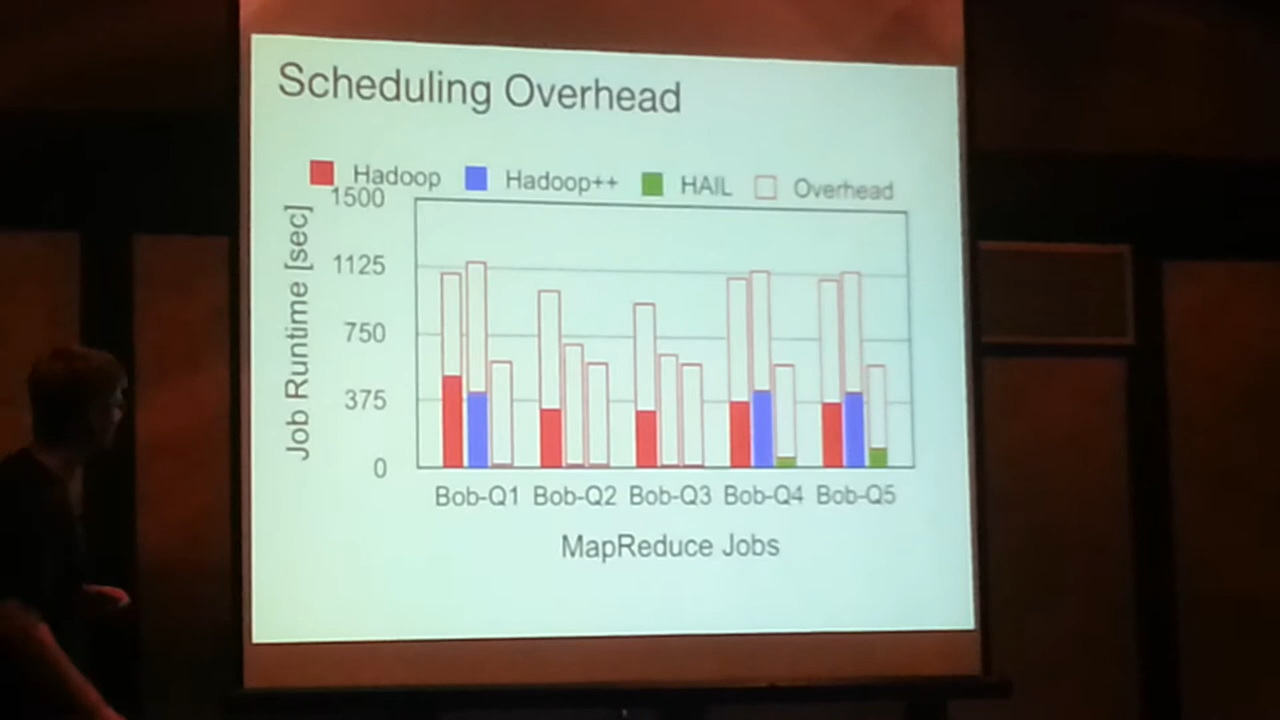 Scheduling Overhead
Hadoop Hadoop++ HAIL Overhead
1500
1125
750
375
0
Job Runtime [sec]
Bob-Q1 Bob-Q2 Bob-Q3 Bob-Q4 Bob-Q5
MapReduce Jobs